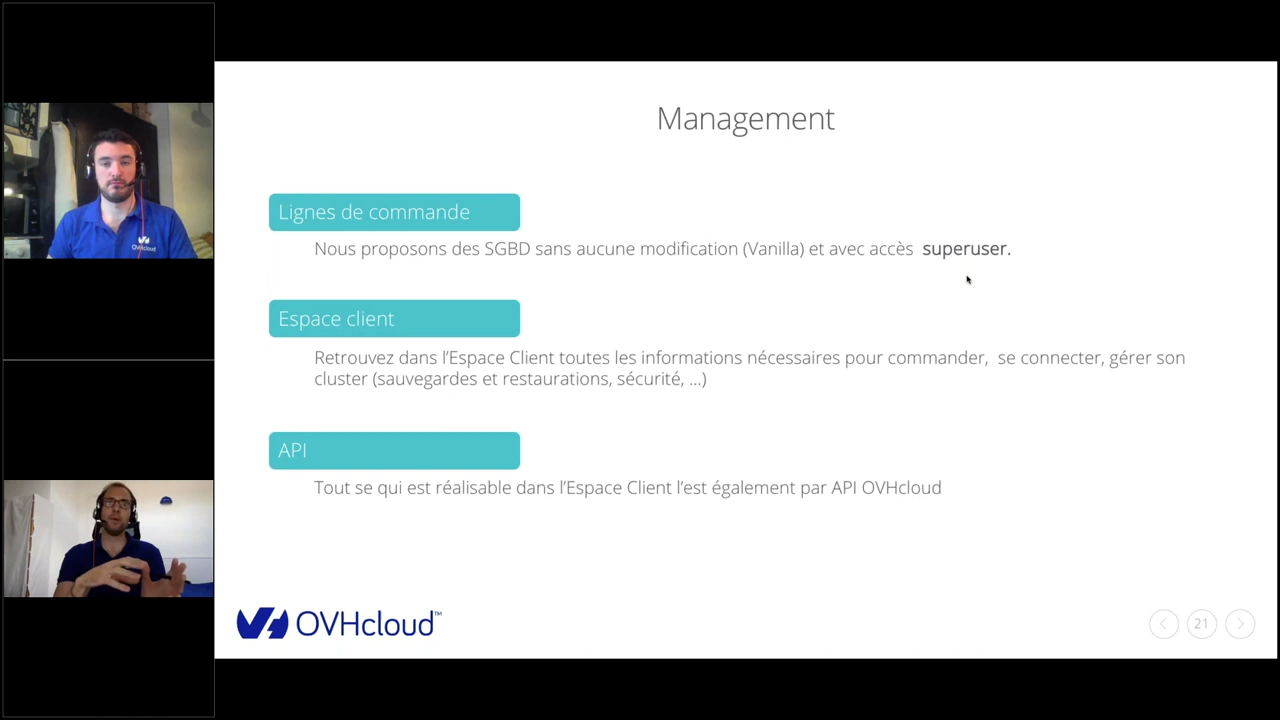 Management
Lignes de commande
Nous proposons des SGBD sans aucune modification (Vanilla) et avec accès superuser.
Espace client
Retrouvez dans l'Espace Client toutes les informations nécessaires pour commander, se connecter, gérer son
cluster (sauvegardes et restaurations, sécurité, ...)
API
Tout se qui est réalisable dans l'Espace Client l'est également par API OVHcloud
OVHcloud™
21
OVHcloud